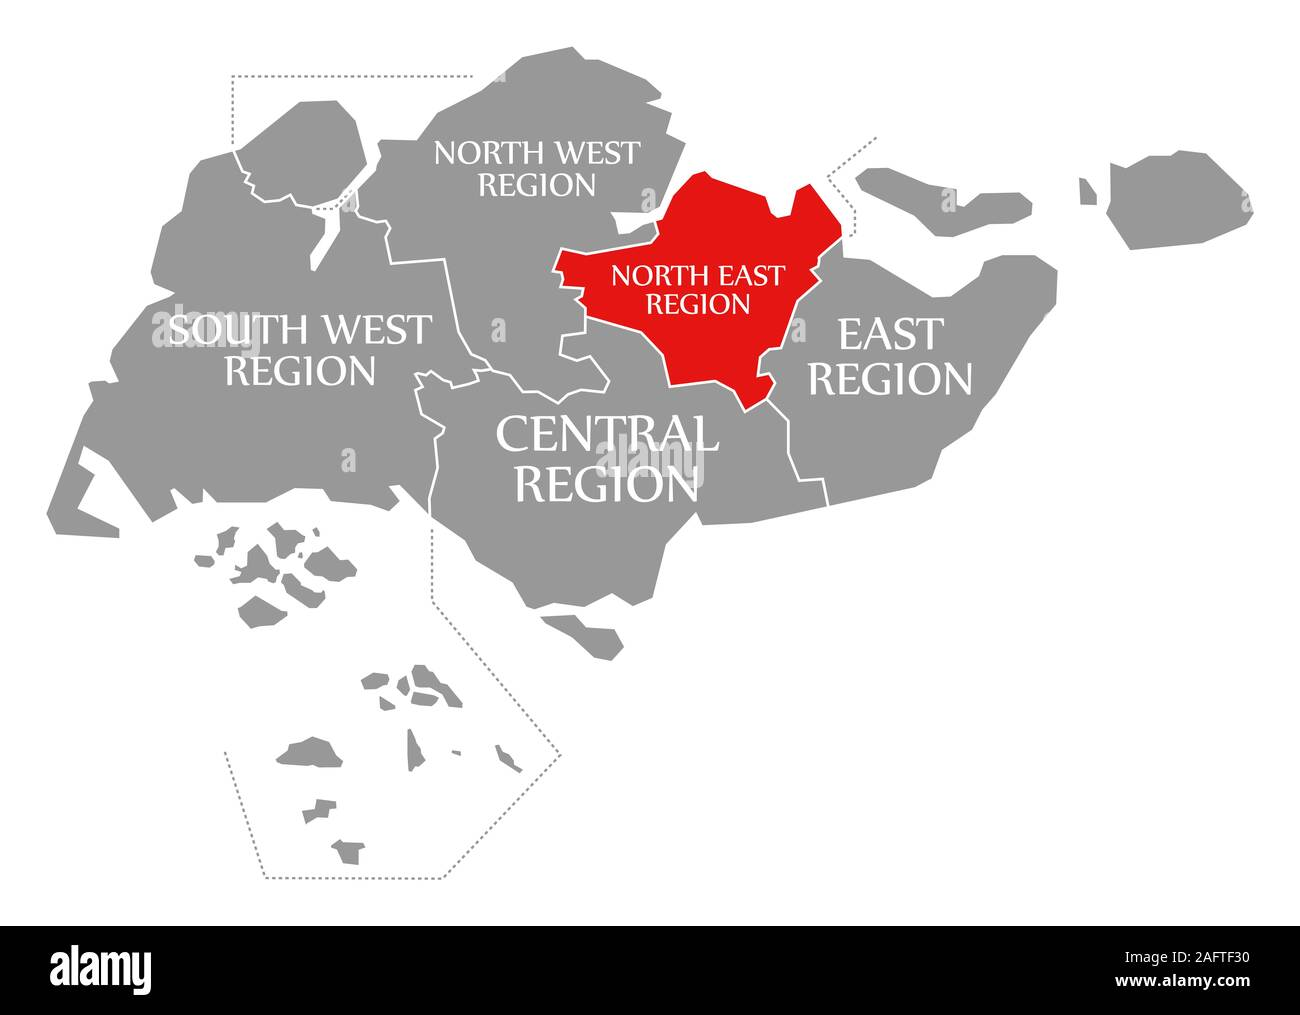 NORTH WEST
REGION
NORTH EAST
REGION
SOUTH WEST
REGION
EAST
REGION
CENTRAL
REGION
a
a
a
a
a
a
a
alamy
Image ID: 2AFTF30
www.alamy.com